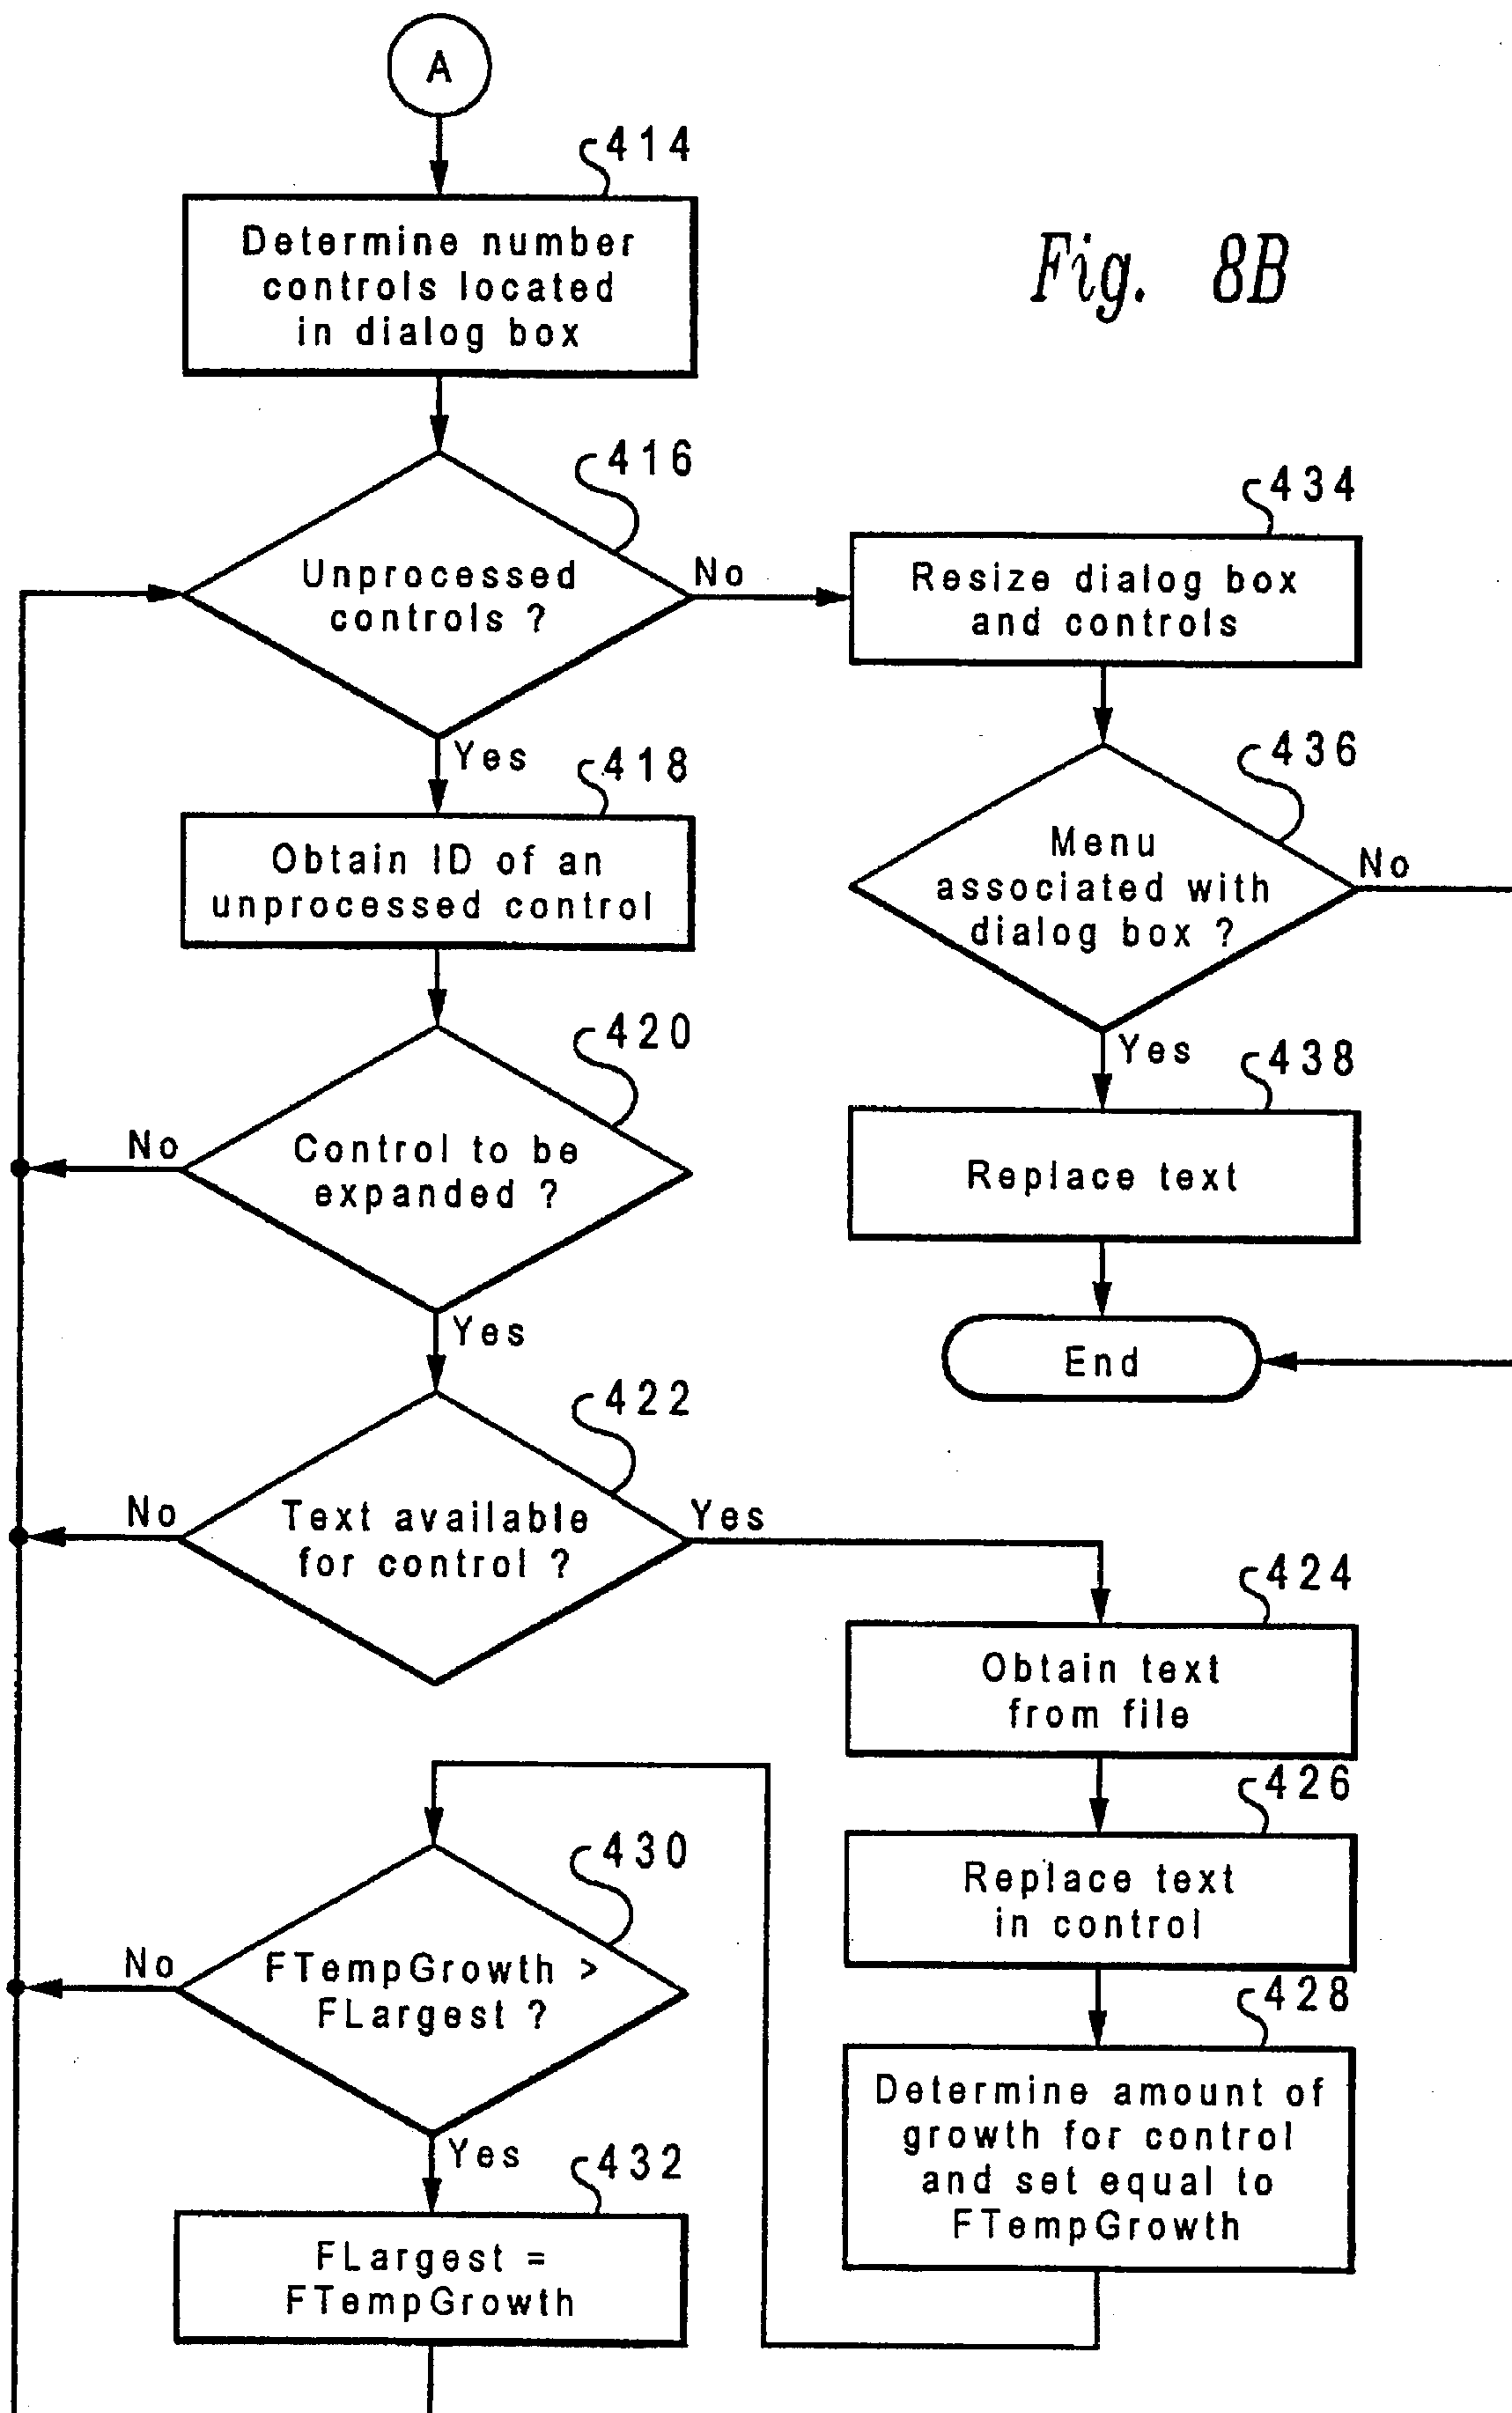 A
414
Determine number
controls located
in dialog box
Fig. 8B
416
Unprocessed
controls ?
No
Yes
434
Resize dialog box
and controls
418
Obtain ID of an
unprocessed control
436
Menu
associated with
dialog box ?
No
Yes
420
Control to be
expanded ?
No
Yes
438
Replace text
End
422
Text available
for control ?
No
Yes
424
Obtain text
from file
426
Replace text
in control
428
Determine amount of
growth for control
and set equal to
FTempGrowth
430
FTempGrowth >
FLargest ?
No
Yes
432
FLargest =
FTempGrowth